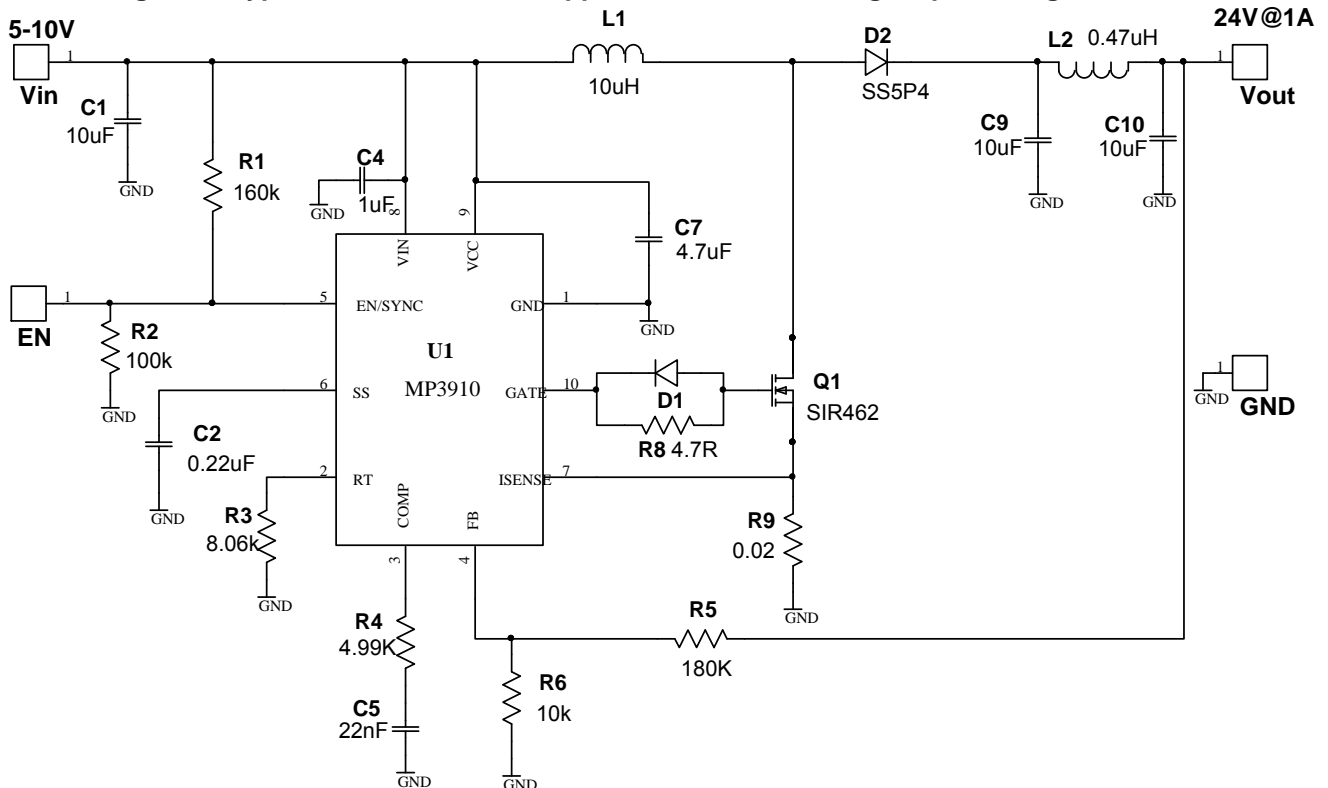 5-10V
1
Vin
C1
10uF
GND
R1
160k
C4
1uF
GND
8
9
L1
10uH
D2
SS5P4
L2 0.47uH
24V@1A
1
Vout
C9
10uF
GND
C10
10uF
GND
C7
4.7uF
GND
VIN
VCC
1
EN
5
EN/SYNC
GND
1
R2
100k
GND
U1
MP3910
6
SS
GATE
10
D1
R8 4.7R
Q1
SIR462
1
GND
GND
C2
0.22uF
GND
2
RT
COMP
FB
ISENSE
7
R3
8.06k
GND
3
4
R9
0.02
GND
R4
4.99K
C5
22nF
GND
R6
10k
GND
R5
180K